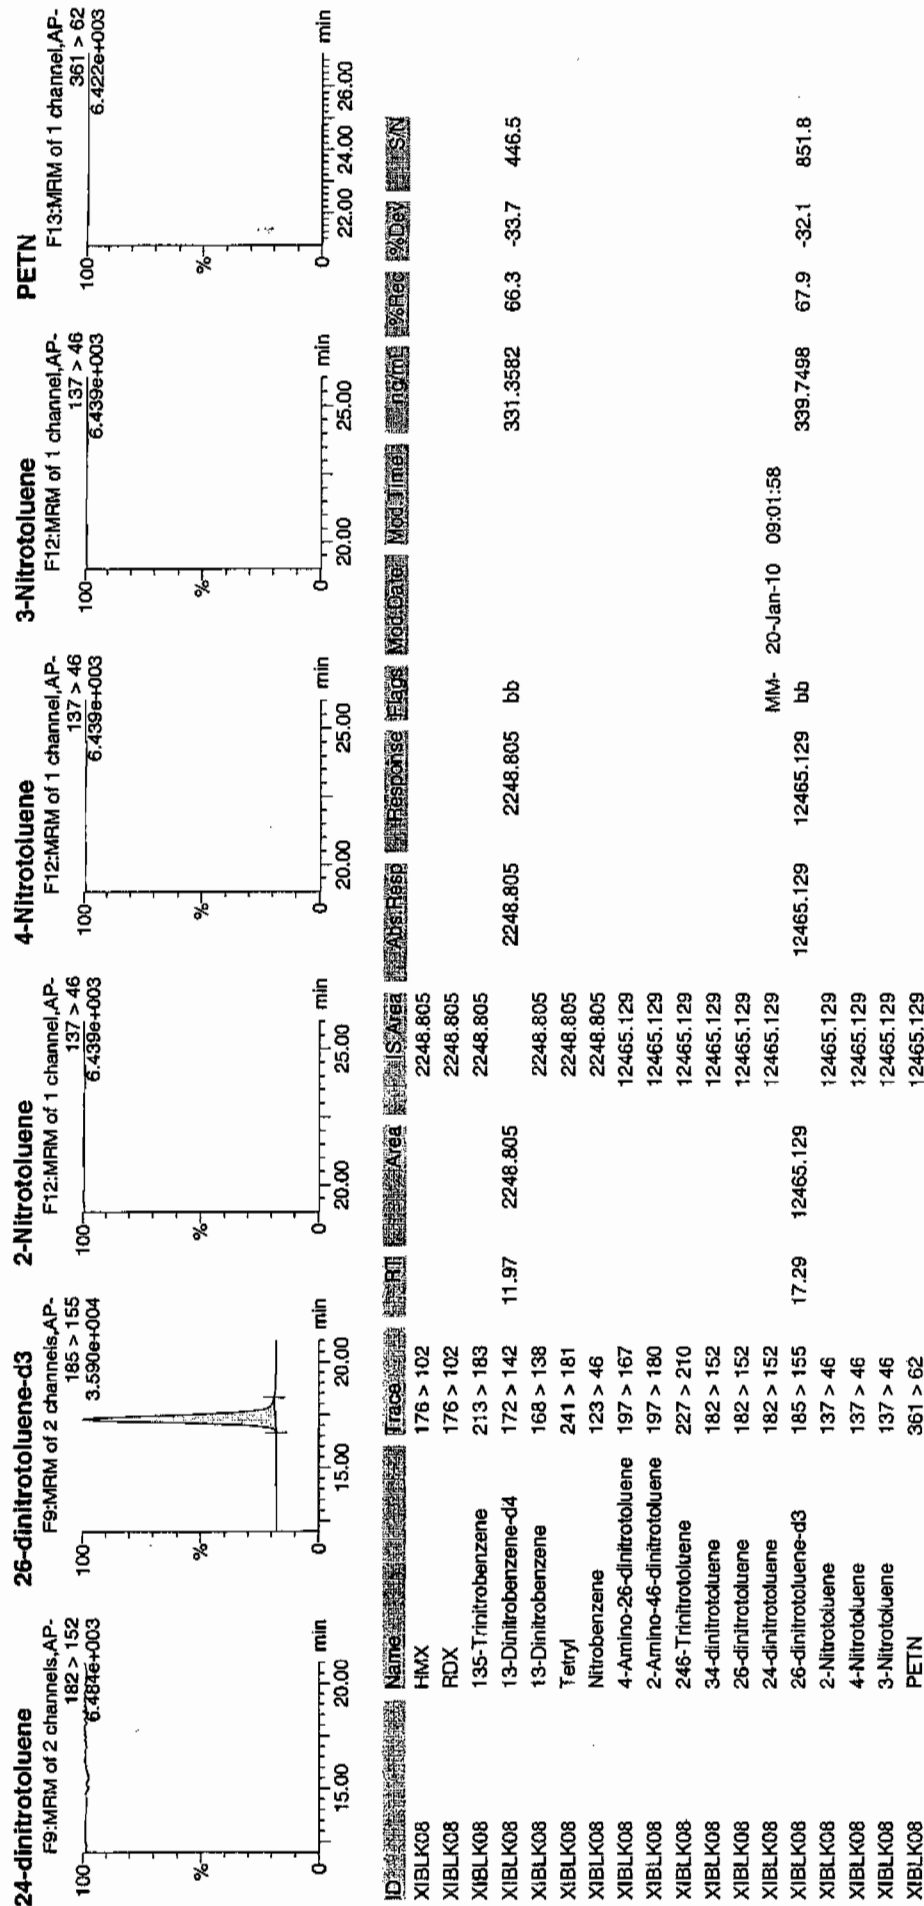 24-dinitrotoluene
F9:MRM of 2 channels,AP-
182 > 152
6.484e+003
100
%
0
15.00 20.00 min
26-dinitrotoluene-d3
F9:MRM of 2 channels,AP-
185 > 155
3.590e+004
100
%
0
15.00 20.00 min
2-Nitrotoluene
F12:MRM of 1 channel,AP-
137 > 46
6.439e+003
100
%
0
20.00 25.00 min
4-Nitrotoluene
F12:MRM of 1 channel,AP-
137 > 46
6.439e+003
100
%
0
20.00 25.00 min
3-Nitrotoluene
F12:MRM of 1 channel,AP-
137 > 46
6.439e+003
100
%
0
20.00 25.00 min
PETN
F13:MRM of 1 channel,AP-
361 > 62
6.422e+003
100
%
0
22.00 24.00 26.00 min
ID Name Trace RT Area IS Area Abs.Resp Response Flags Mod.Date Mod.Time ng/mL %Rec %Dev S/N
XIBLK08 HMX 176 > 102 2248.805
XIBLK08 RDX 176 > 102 2248.805
XIBLK08 135-Trinitrobenzene 213 > 183 2248.805
XIBLK08 13-Dinitrobenzene-d4 172 > 142 11.97 2248.805 2248.805 2248.805 bb 331.3582 66.3 -33.7 446.5
XIBLK08 13-Dinitrobenzene 168 > 138 2248.805
XIBLK08 Tetryl 241 > 181 2248.805
XIBLK08 Nitrobenzene 123 > 46 2248.805
XIBLK08 4-Amino-26-dinitrotoluene 197 > 167 12465.129
XIBLK08 2-Amino-46-dinitrotoluene 197 > 180 12465.129
XIBLK08 246-Trinitrotoluene 227 > 210 12465.129
XIBLK08 34-dinitrotoluene 182 > 152 12465.129
XIBLK08 26-dinitrotoluene 182 > 152 12465.129
XIBLK08 24-dinitrotoluene 182 > 152 12465.129 MM- 20-Jan-10 09:01:58
XIBLK08 26-dinitrotoluene-d3 185 > 155 17.29 12465.129 12465.129 12465.129 bb 339.7498 67.9 -32.1 851.8
XIBLK08 2-Nitrotoluene 137 > 46 12465.129
XIBLK08 4-Nitrotoluene 137 > 46 12465.129
XIBLK08 3-Nitrotoluene 137 > 46 12465.129
XIBLK08 PETN 361 > 62 12465.129